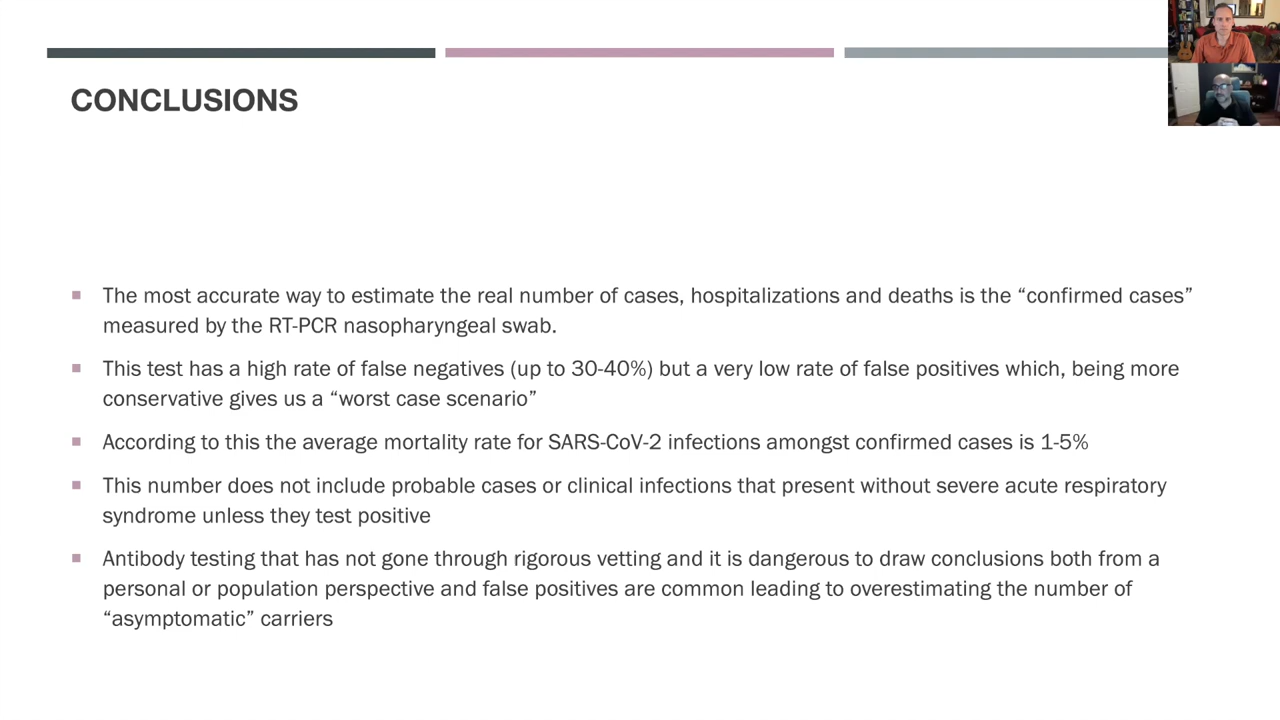 CONCLUSIONS
The most accurate way to estimate the real number of cases, hospitalizations and deaths is the “confirmed cases”
measured by the RT-PCR nasopharyngeal swab.
This test has a high rate of false negatives (up to 30-40%) but a very low rate of false positives which, being more
conservative gives us a “worst case scenario”
According to this the average mortality rate for SARS-CoV-2 infections amongst confirmed cases is 1-5%
This number does not include probable cases or clinical infections that present without severe acute respiratory
syndrome unless they test positive
Antibody testing that has not gone through rigorous vetting and it is dangerous to draw conclusions both from a
personal or population perspective and false positives are common leading to overestimating the number of
“asymptomatic” carriers